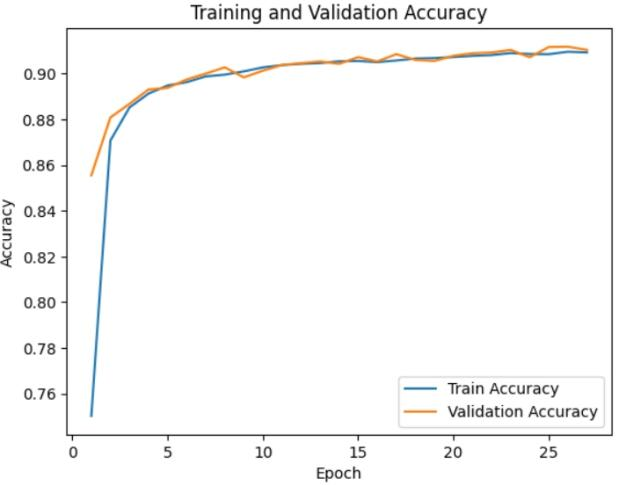 Training and Validation Accuracy
Accuracy
0.90
0.88
0.86
0.84
0.82
0.80
0.78
0.76
Train Accuracy
Validation Accuracy
0 5 10 15 20 25
Epoch